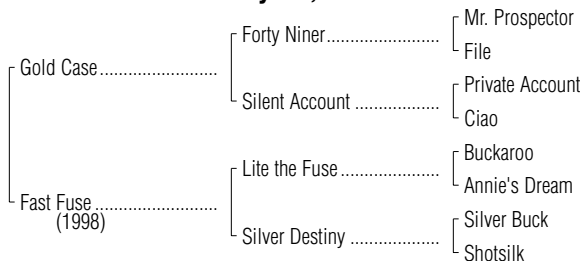 Mr. Prospector
Forty Niner
File
Gold Case
Private Account
Silent Account
Ciao
Buckaroo
Lite the Fuse
Annie's Dream
Fast Fuse
(1998)
Silver Buck
Silver Destiny
Shotsilk